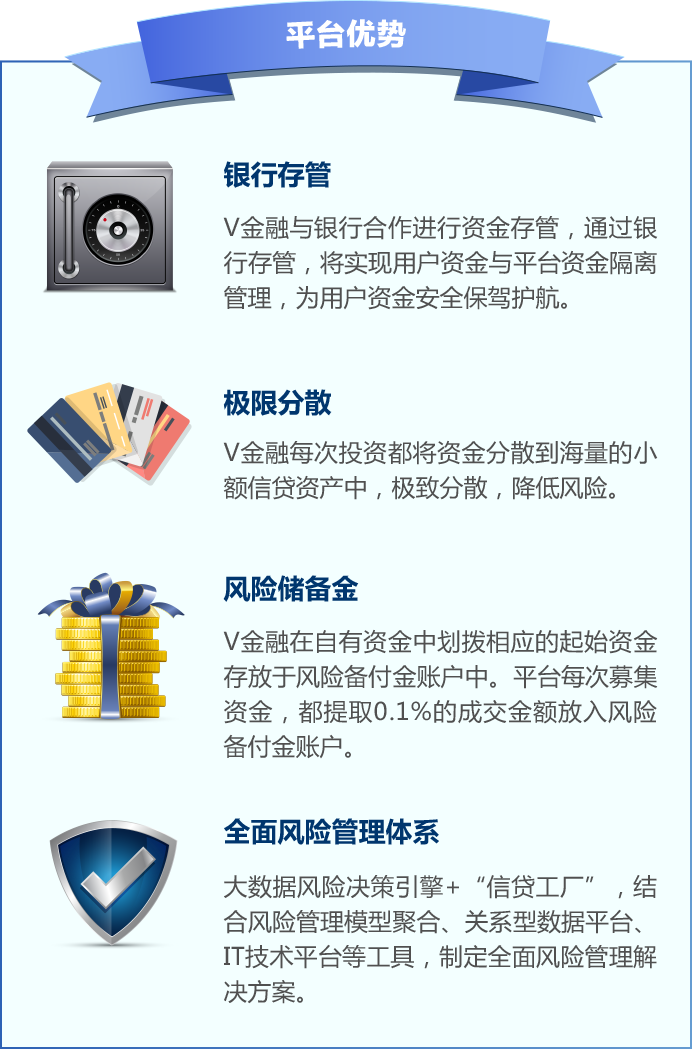 平台优势
银行存管
V金融与银行合作进行资金存管，通过银
行存管，将实现用户资金与平台资金隔离
管理，为用户资金安全保驾护航。
极限分散
V金融每次投资都将资金分散到海量的小
额信贷资产中，极致分散，降低风险。
风险储备金
V金融在自有资金中划拨相应的起始资金
存放于风险备付金账户中。平台每次募集
资金，都提取0.1%的成交金额放入风险
备付金账户。
全面风险管理体系
大数据风险决策引擎+“信贷工厂”，结
合风险管理模型聚合、关系型数据平台、
IT技术平台等工具，制定全面风险管理解
决方案。